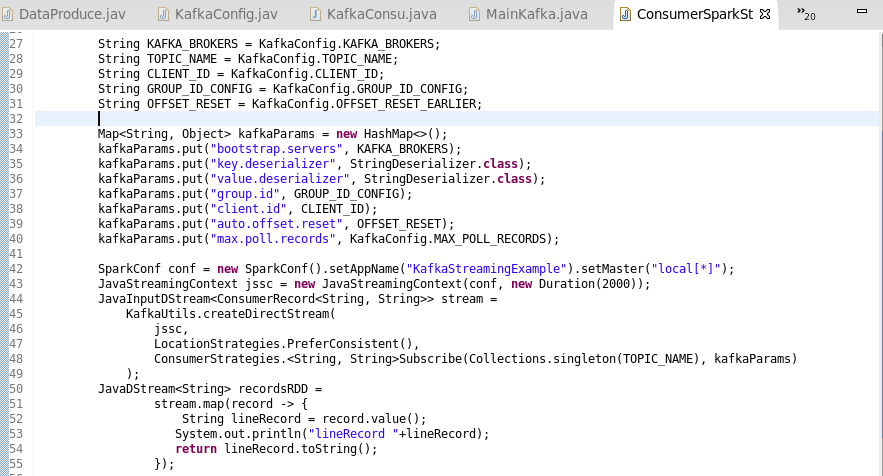 DataProduce.jav KafkaConfig.jav KafkaConsu.java MainKafka.java ConsumerSparkSt »20
27 String KAFKA_BROKERS = KafkaConfig.KAFKA_BROKERS;
28 String TOPIC_NAME = KafkaConfig.TOPIC_NAME;
29 String CLIENT_ID = KafkaConfig.CLIENT_ID;
30 String GROUP_ID_CONFIG = KafkaConfig.GROUP_ID_CONFIG;
31 String OFFSET_RESET = KafkaConfig.OFFSET_RESET_EARLIER;
32
33 Map<String, Object> kafkaParams = new HashMap<>();
34 kafkaParams.put("bootstrap.servers", KAFKA_BROKERS);
35 kafkaParams.put("key.deserializer", StringDeserializer.class);
36 kafkaParams.put("value.deserializer", StringDeserializer.class);
37 kafkaParams.put("group.id", GROUP_ID_CONFIG);
38 kafkaParams.put("client.id", CLIENT_ID);
39 kafkaParams.put("auto.offset.reset", OFFSET_RESET);
40 kafkaParams.put("max.poll.records", KafkaConfig.MAX_POLL_RECORDS);
41
42 SparkConf conf = new SparkConf().setAppName("KafkaStreamingExample").setMaster("local[*]");
43 JavaStreamingContext jssc = new JavaStreamingContext(conf, new Duration(2000));
44 JavaInputDStream<ConsumerRecord<String, String>> stream =
45 KafkaUtils.createDirectStream(
46 jssc,
47 LocationStrategies.PreferConsistent(),
48 ConsumerStrategies.<String, String>Subscribe(Collections.singleton(TOPIC_NAME), kafkaParams)
49 );
50 JavaDStream<String> recordsRDD =
51 stream.map(record -> {
52 String lineRecord = record.value();
53 System.out.println("lineRecord "+lineRecord);
54 return lineRecord.toString();
55 });